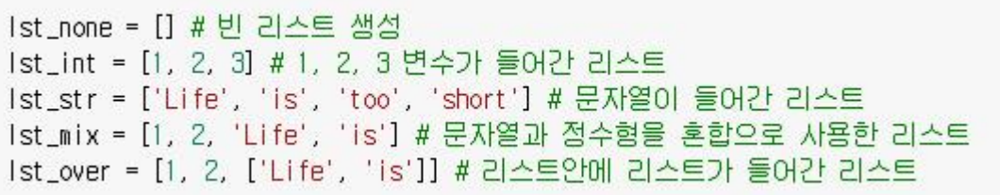 lst_none = [] # 빈 리스트 생성
lst_int = [1, 2, 3] # 1, 2, 3 변수가 들어간 리스트
lst_str = ['Life', 'is', 'too', 'short'] # 문자열이 들어간 리스트
lst_mix = [1, 2, 'Life', 'is'] # 문자열과 정수형을 혼합으로 사용한 리스트
lst_over = [1, 2, ['Life', 'is']] # 리스트안에 리스트가 들어간 리스트